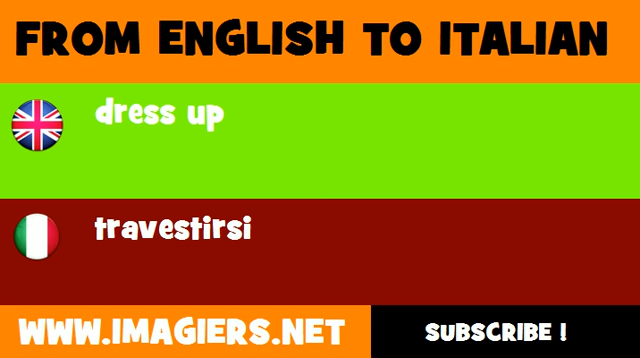 FROM ENGLISH TO ITALIAN
dress up
travestirsi
WWW.IMAGIERS.NET
SUBSCRIBE !